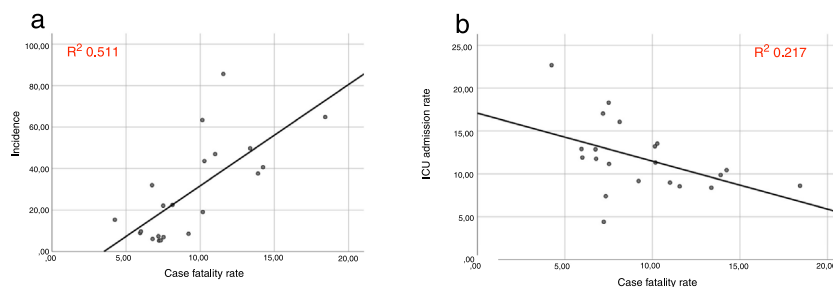 a
R² 0.511
100,00
80,00
60,00
40,00
20,00
,00
Incidence
,00 5,00 10,00 15,00 20,00
Case fatality rate
b
R² 0.217
25,00
20,00
15,00
10,00
5,00
,00
ICU admission rate
,00 5,00 10,00 15,00 20,00
Case fatality rate